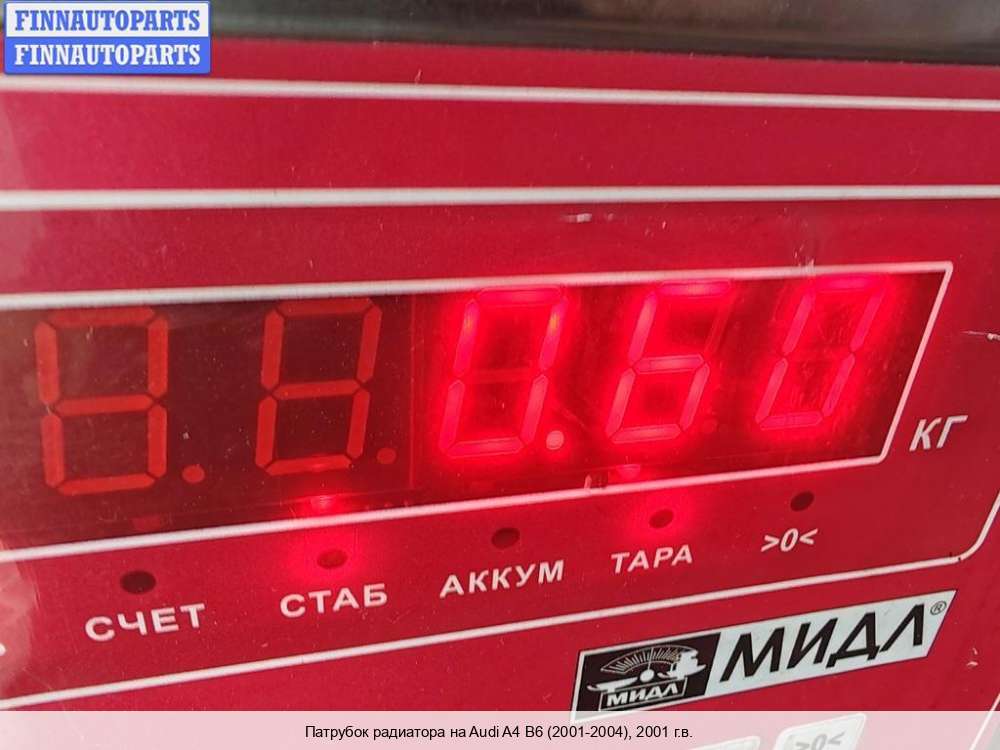 FINNAUTOPARTS
FINNAUTOPARTS
0.60
КГ
СЧЕТ
СТАБ
АККУМ
ТАРА
>0<
МИДЛ
МИДЛ®
>0<
Патрубок радиатора на Audi A4 B6 (2001-2004), 2001 г.в.